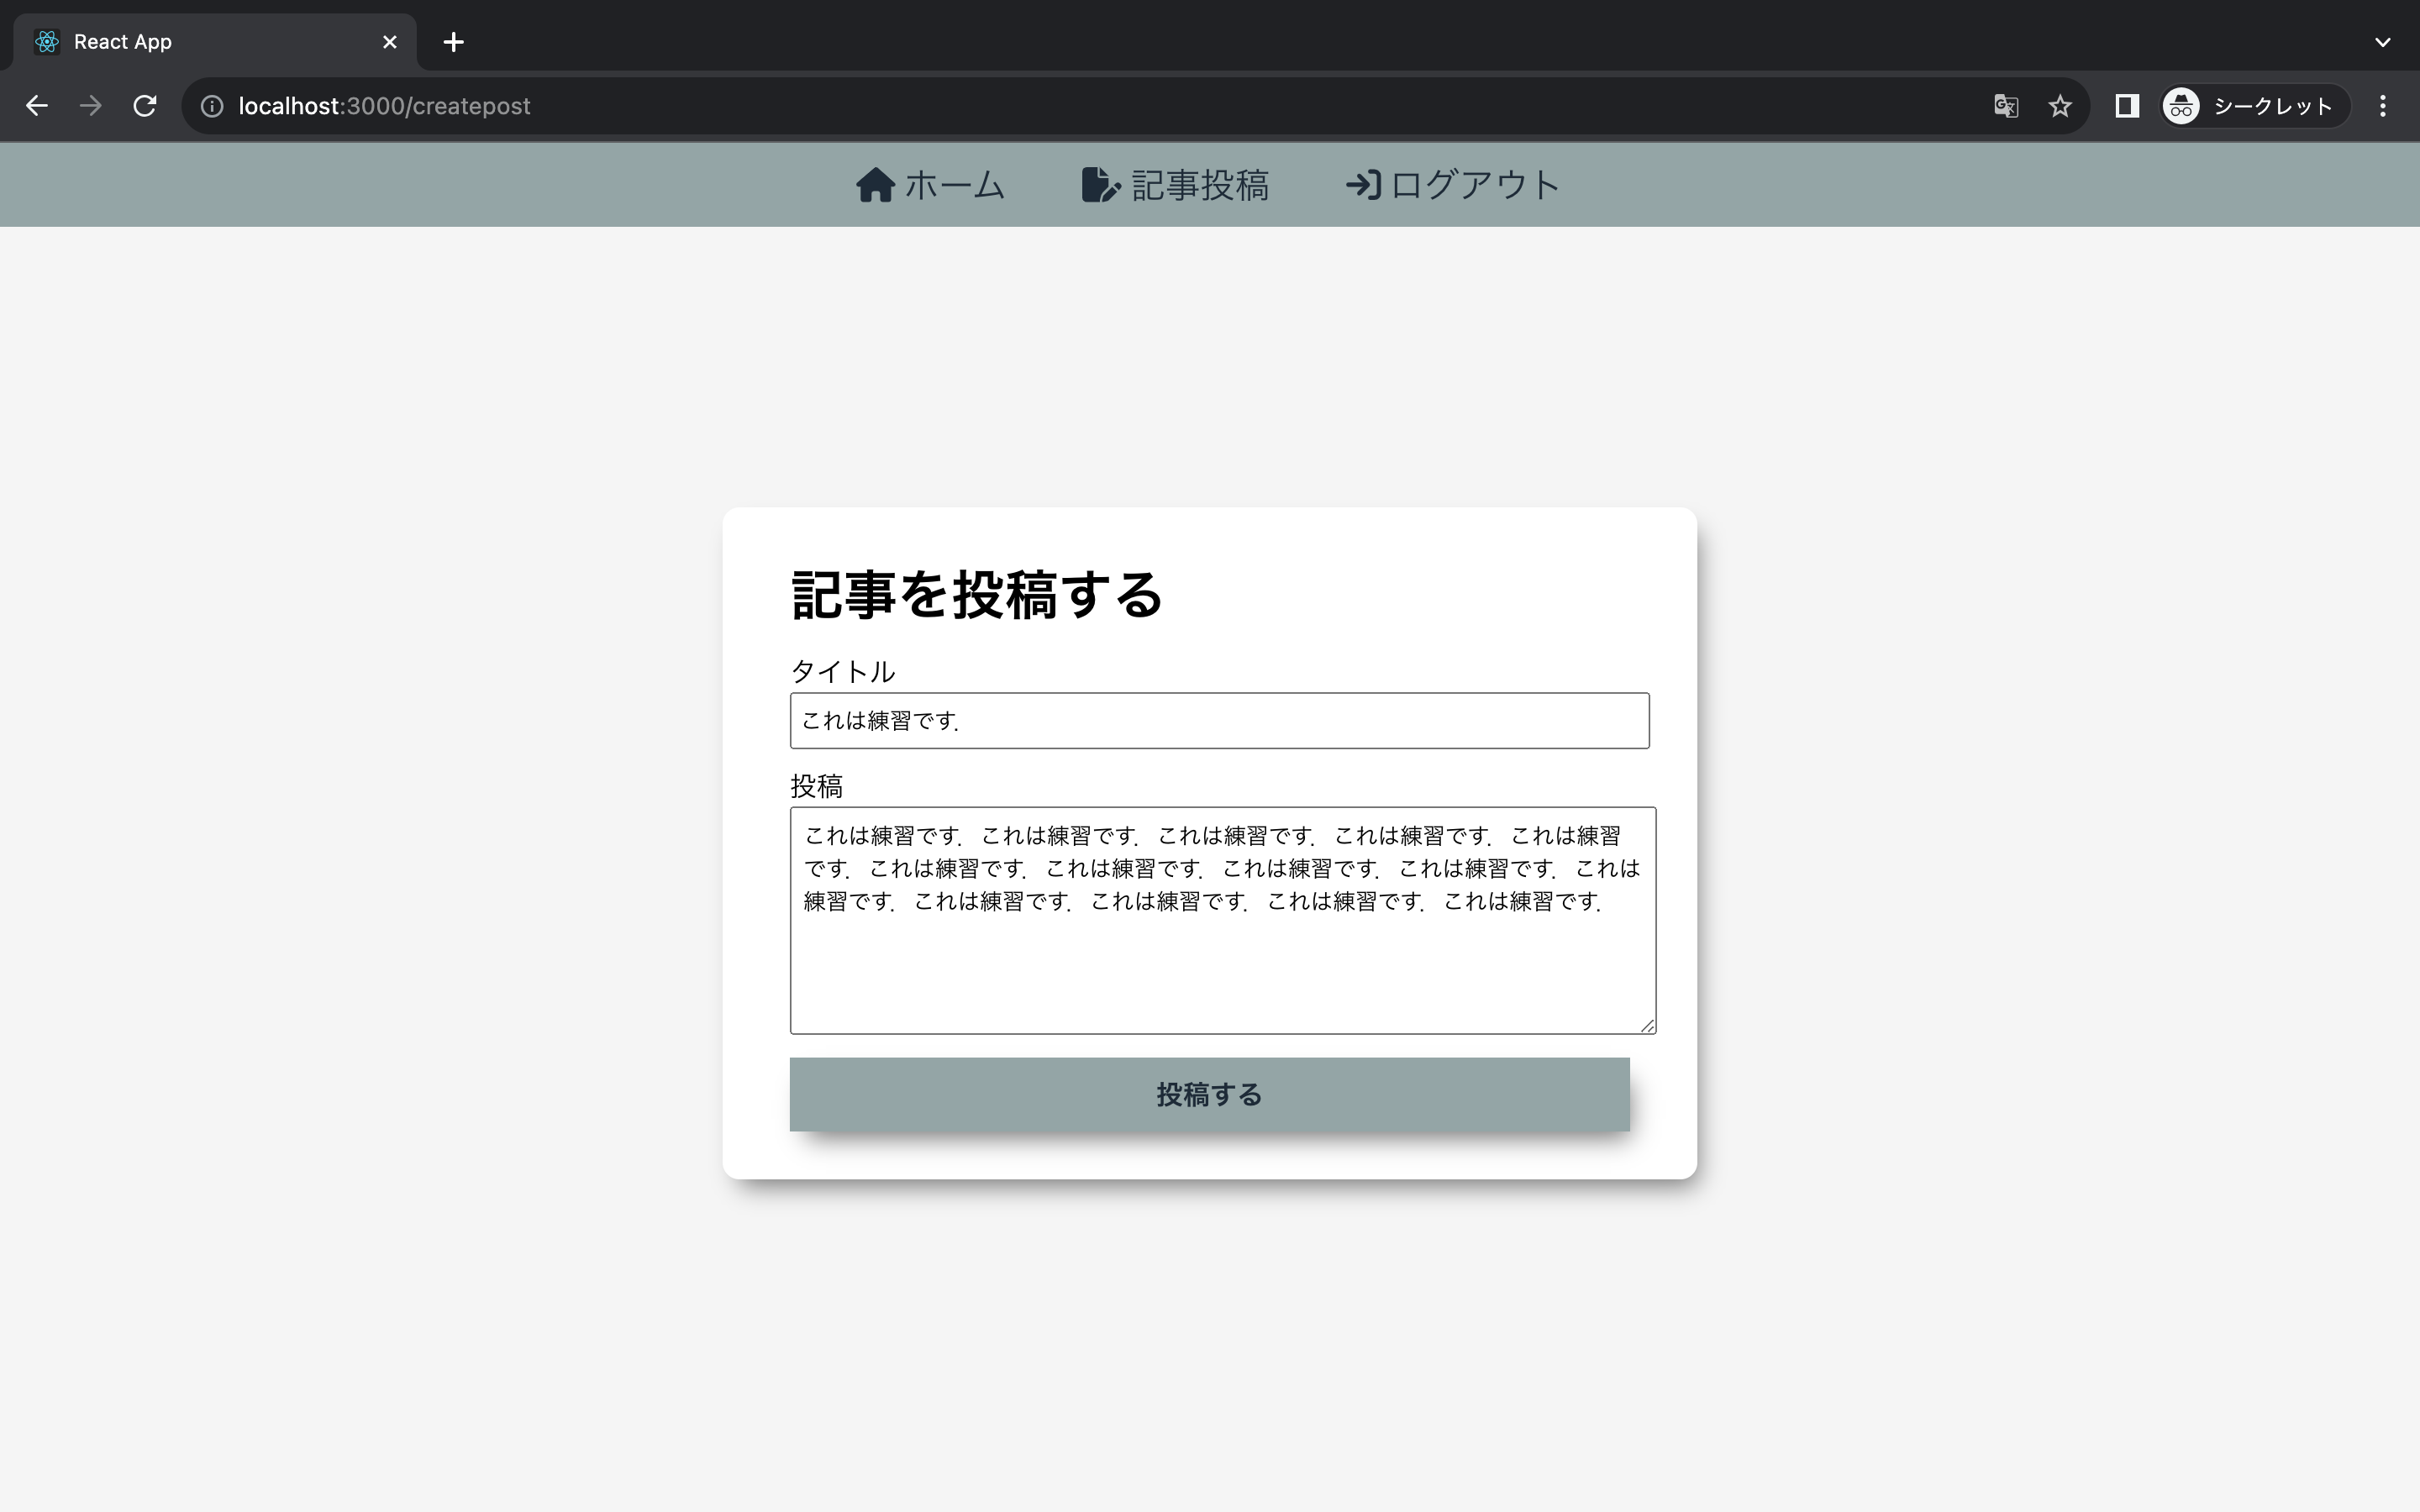 React App
localhost:3000/createpost
シークレット
ホーム 記事投稿 ログアウト
記事を投稿する
タイトル
これは練習です．
投稿
これは練習です．これは練習です．これは練習です．これは練習です．これは練習
です．これは練習です．これは練習です．これは練習です．これは練習です．これは
練習です．これは練習です．これは練習です．これは練習です．これは練習です．
投稿する